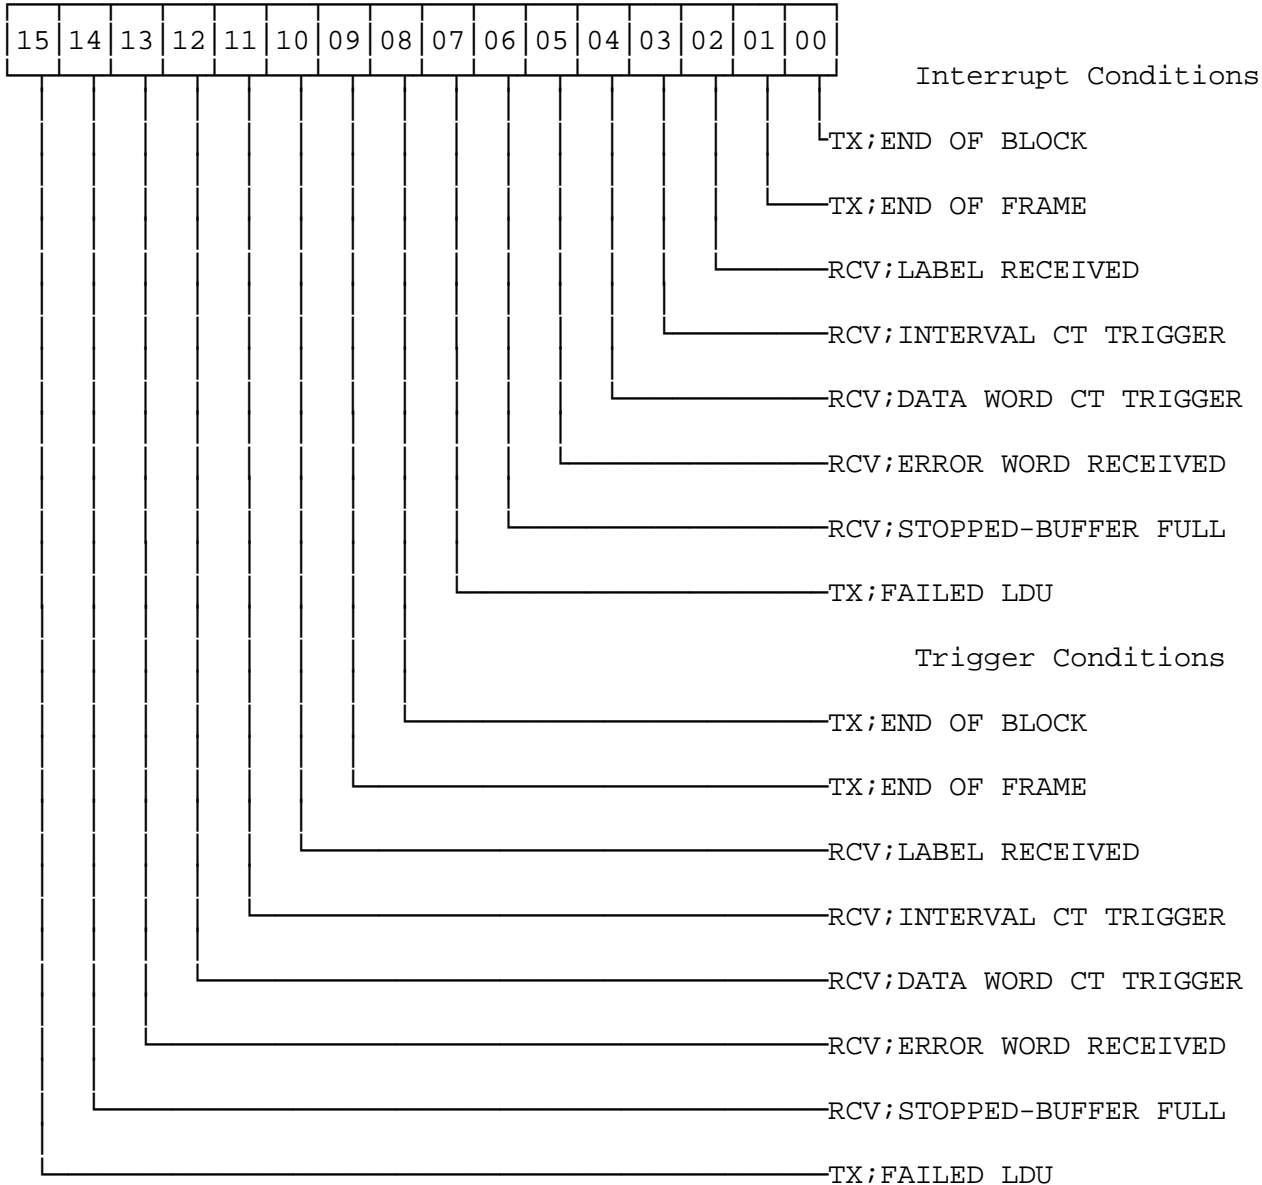 15 14 13 12 11 10 09 08 07 06 05 04 03 02 01 00
Interrupt Conditions
TX;END OF BLOCK
TX;END OF FRAME
RCV;LABEL RECEIVED
RCV;INTERVAL CT TRIGGER
RCV;DATA WORD CT TRIGGER
RCV;ERROR WORD RECEIVED
RCV;STOPPED-BUFFER FULL
TX;FAILED LDU
Trigger Conditions
TX;END OF BLOCK
TX;END OF FRAME
RCV;LABEL RECEIVED
RCV;INTERVAL CT TRIGGER
RCV;DATA WORD CT TRIGGER
RCV;ERROR WORD RECEIVED
RCV;STOPPED-BUFFER FULL
TX;FAILED LDU